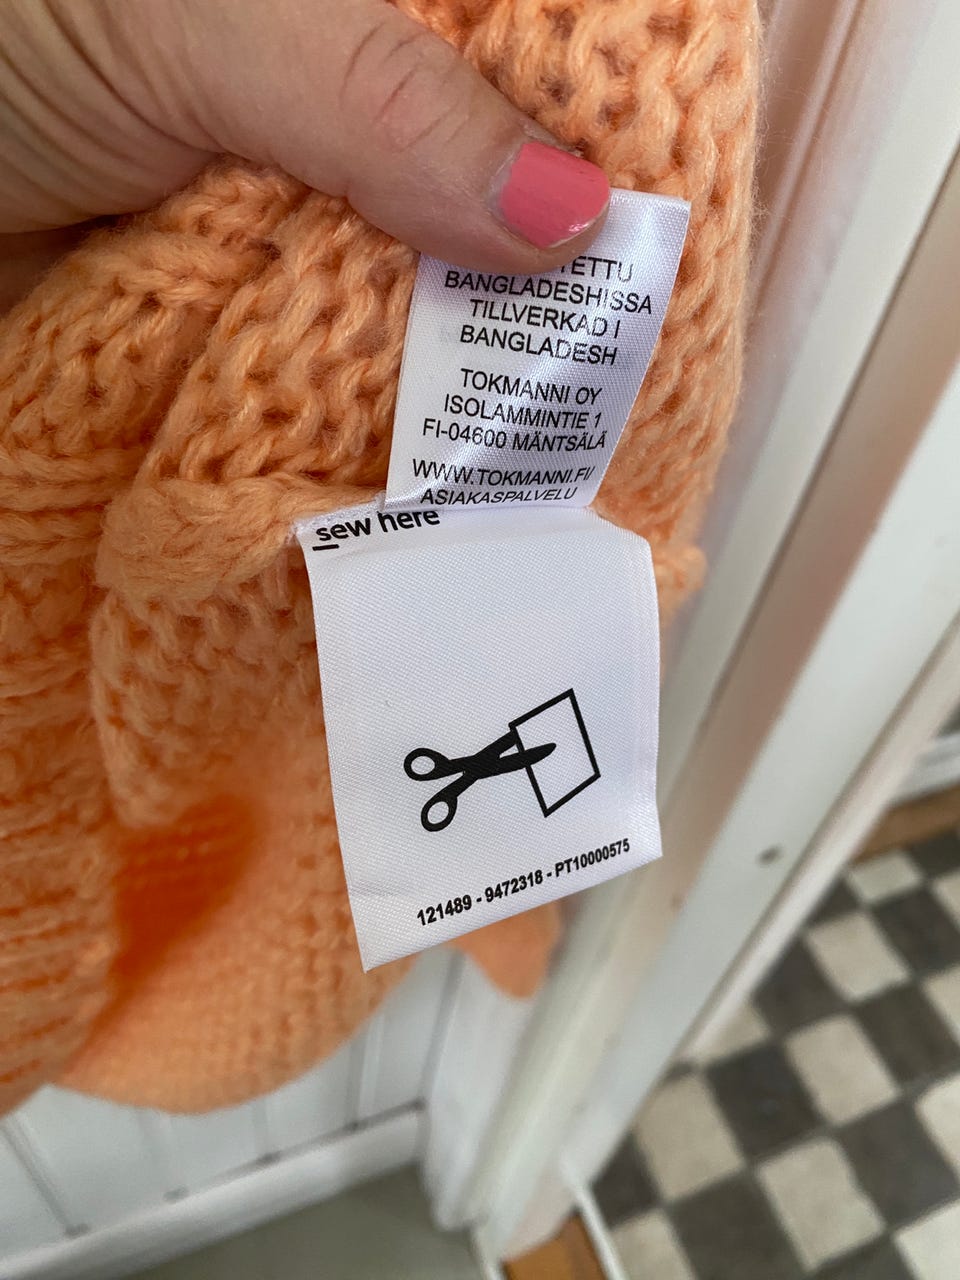 BANGLADESHISSA
TILLVERKAD I
BANGLADESH
TOKMANNI OY
ISOLAMMINTIE 1
FI-04600 MÄNTSÄLÄ
WWW.TOKMANNI.FI/
ASIAKASPALVELU
sew here
121489 - 9472318 - PT10000575